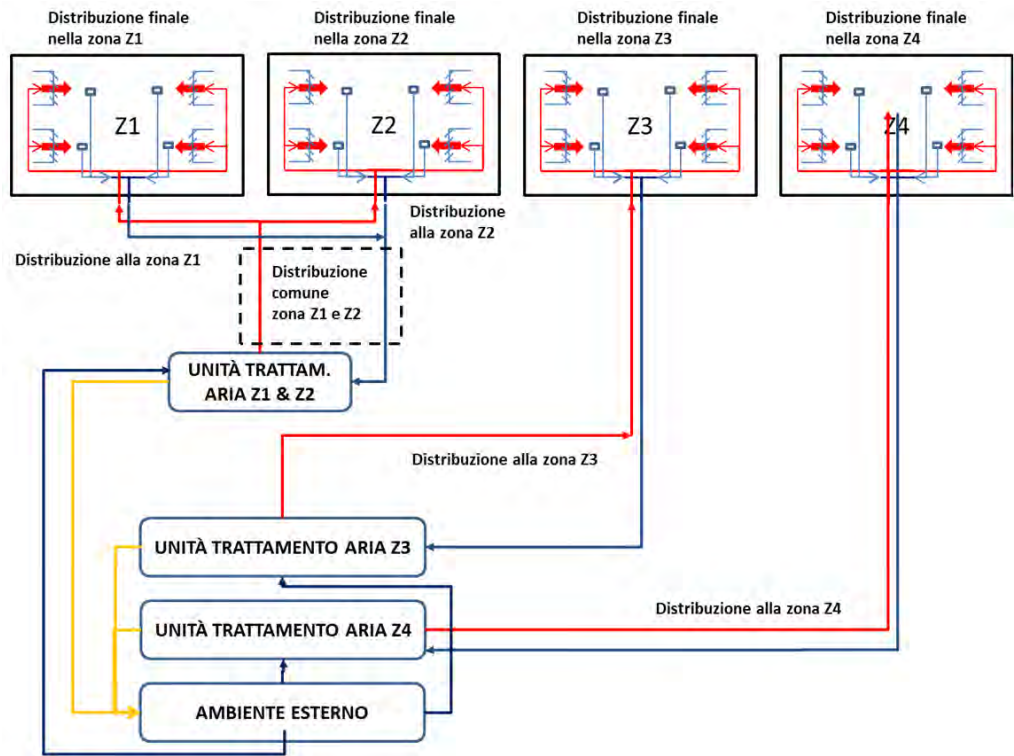 Distribuzione finale
nella zona Z1
Distribuzione finale
nella zona Z2
Distribuzione finale
nella zona Z3
Distribuzione finale
nella zona Z4
Z1
Z2
Z3
Z4
Distribuzione
alla zona Z2
Distribuzione alla zona Z1
Distribuzione
comune
zona Z1 e Z2
UNITÀ TRATTAM.
ARIA Z1 & Z2
Distribuzione alla zona Z3
UNITÀ TRATTAMENTO ARIA Z3
Distribuzione alla zona Z4
UNITÀ TRATTAMENTO ARIA Z4
AMBIENTE ESTERNO